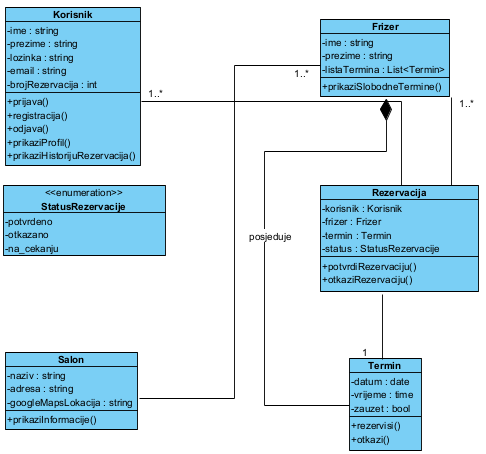 Korisnik
-ime : string
-prezime : string
-lozinka : string
-email : string
-brojRezervacija : int
+prijava()
+registracija()
+odjava()
+prikaziProfil()
+prikaziHistorijuRezervacija()
Frizer
-ime : string
-prezime : string
-listaTermina : List<Termin>
+prikaziSlobodneTermine()
1..*
1..*
1..*
<<enumeration>>
StatusRezervacije
-potvrdeno
-otkazano
-na_cekanju
Rezervacija
-korisnik : Korisnik
-frizer : Frizer
-termin : Termin
-status : StatusRezervacije
+potvrdiRezervaciju()
+otkaziRezervaciju()
posjeduje
Salon
-naziv : string
-adresa : string
-googleMapsLokacija : string
+prikaziInformacije()
1
Termin
-datum : date
-vrijeme : time
-zauzet : bool
+rezervisi()
+otkazi()